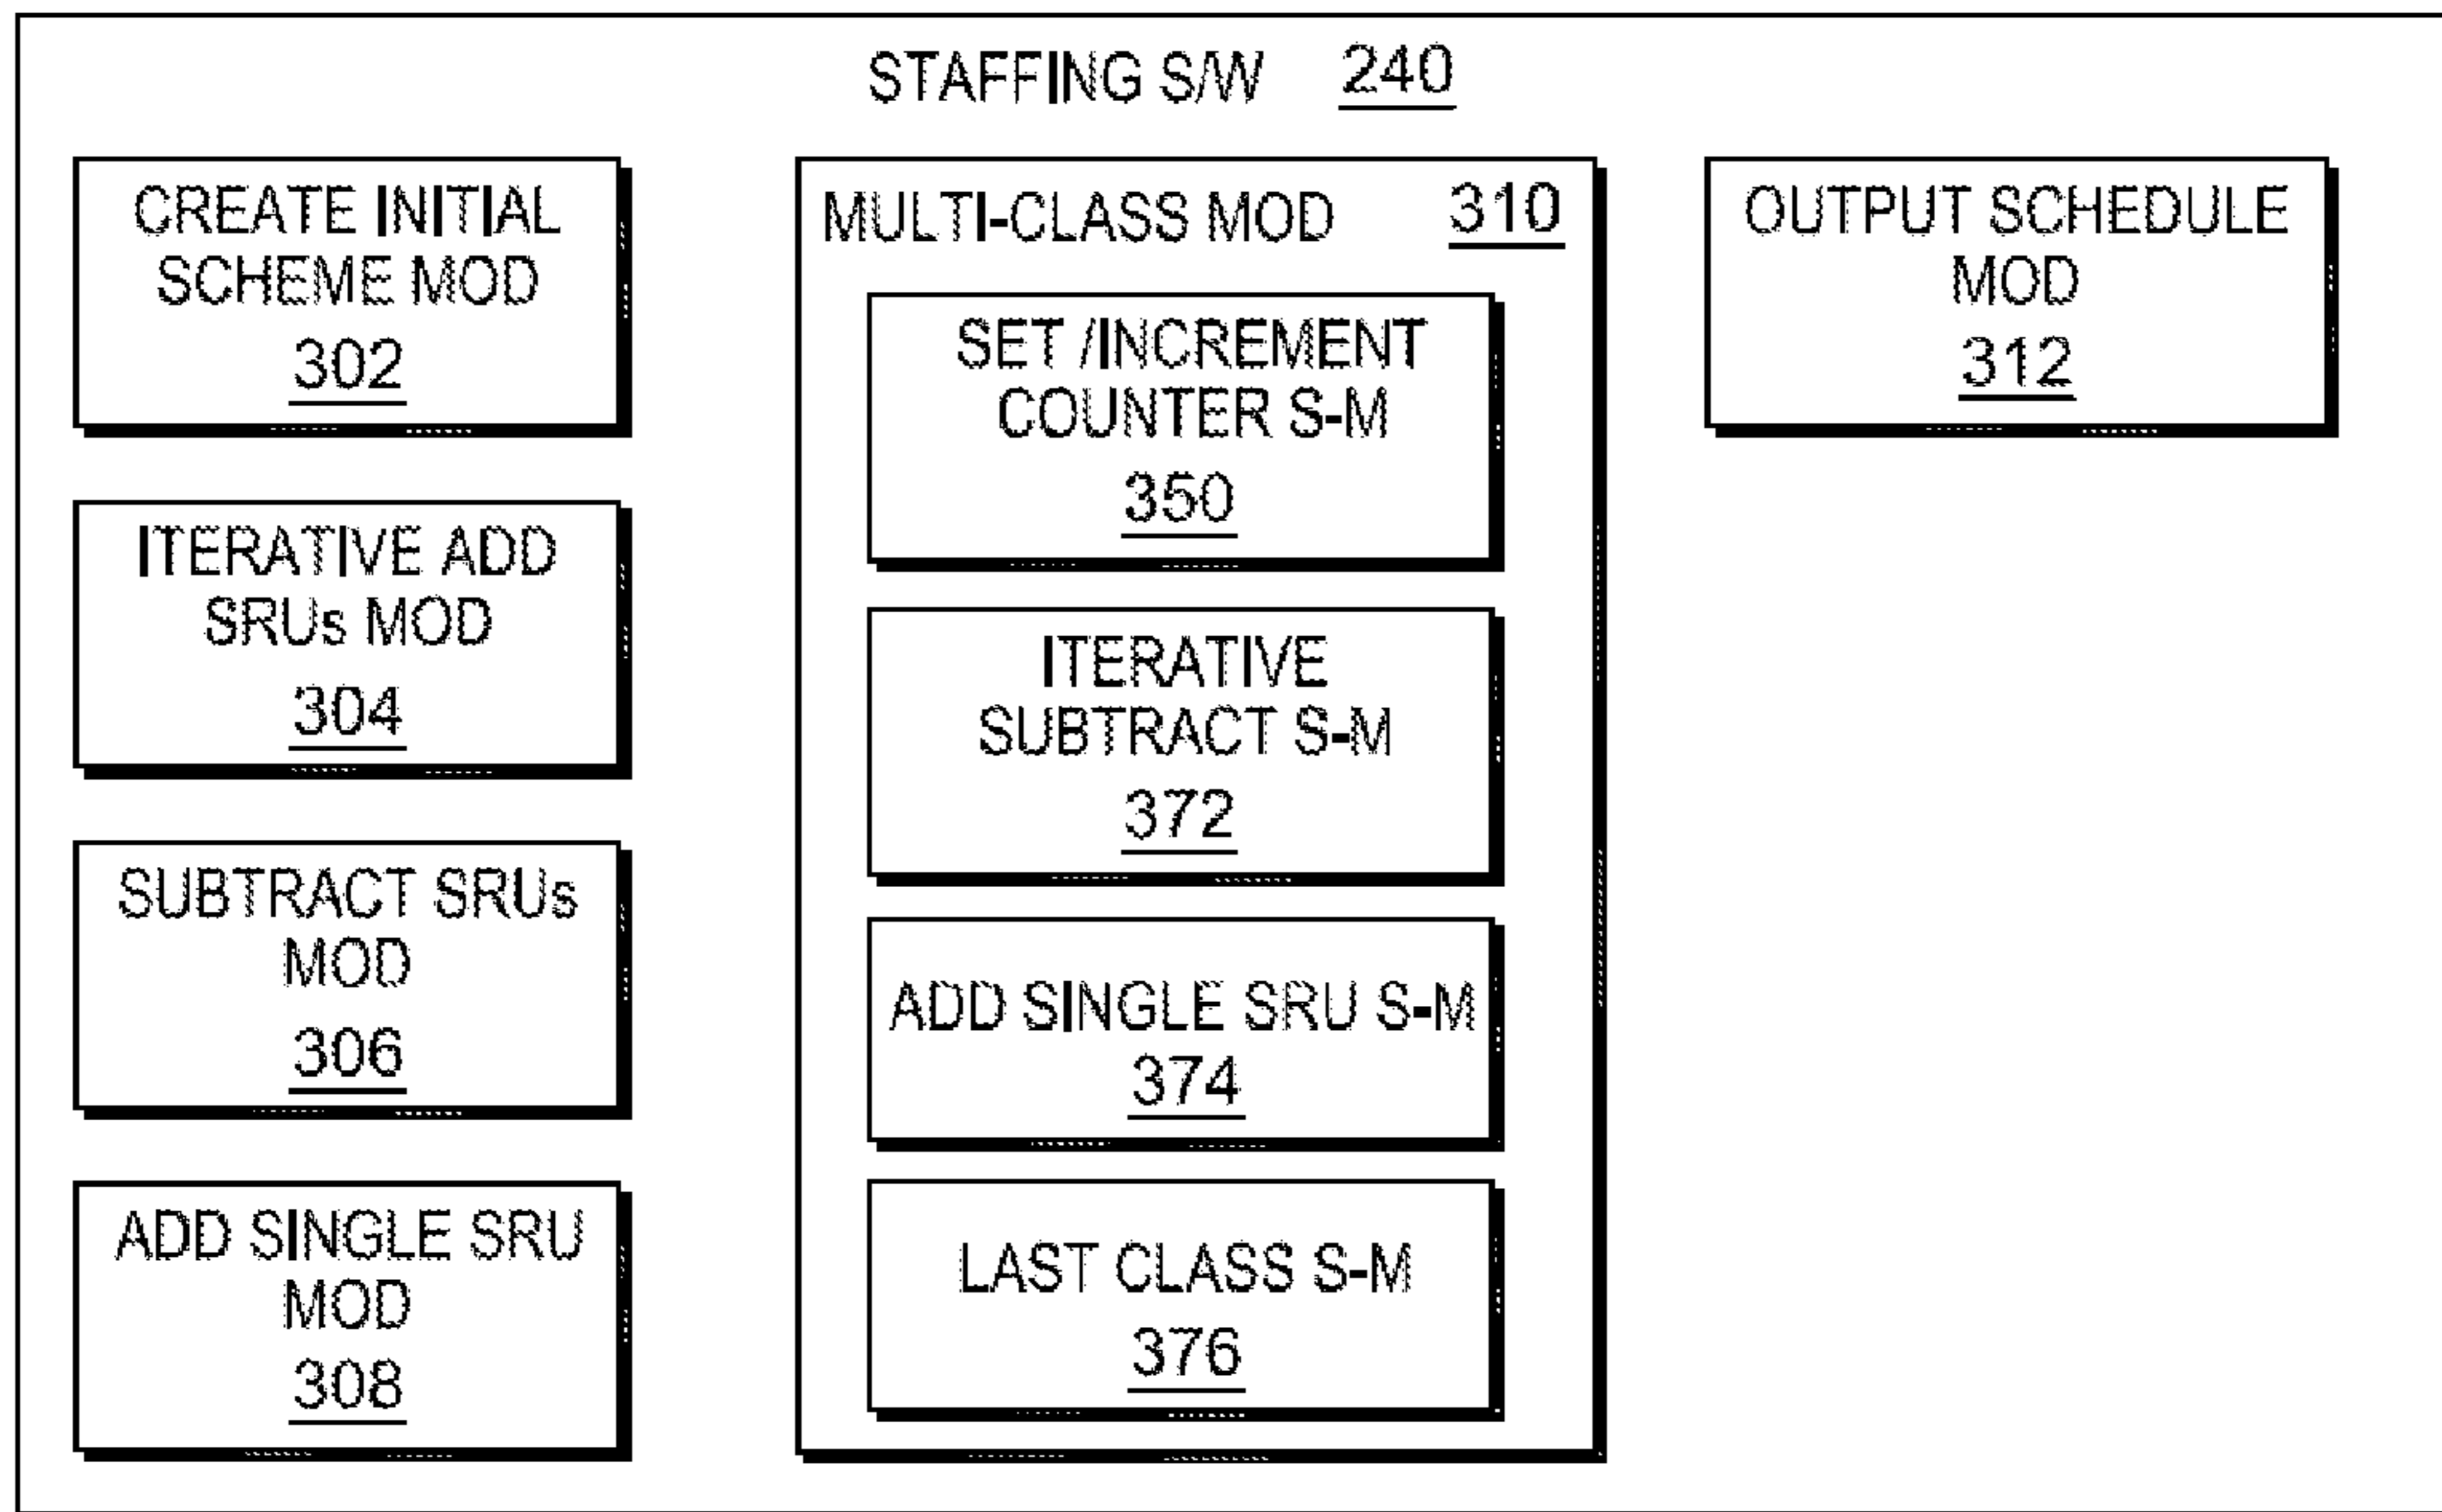 STAFFING S/W 240
CREATE INITIAL
SCHEME MOD
302
ITERATIVE ADD
SRUs MOD
304
SUBTRACT SRUs
MOD
306
ADD SINGLE SRU
MOD
308
MULTI-CLASS MOD 310
SET /INCREMENT
COUNTER S-M
350
ITERATIVE
SUBTRACT S-M
372
ADD SINGLE SRU S-M
374
LAST CLASS S-M
376
OUTPUT SCHEDULE
MOD
312